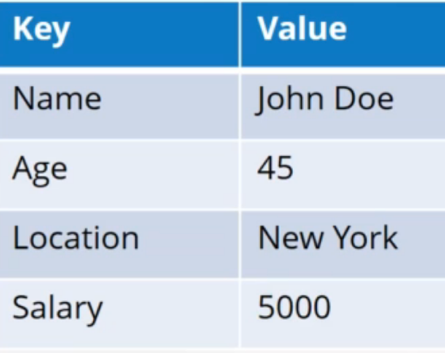 Key Value
Name John Doe
Age 45
Location New York
Salary 5000